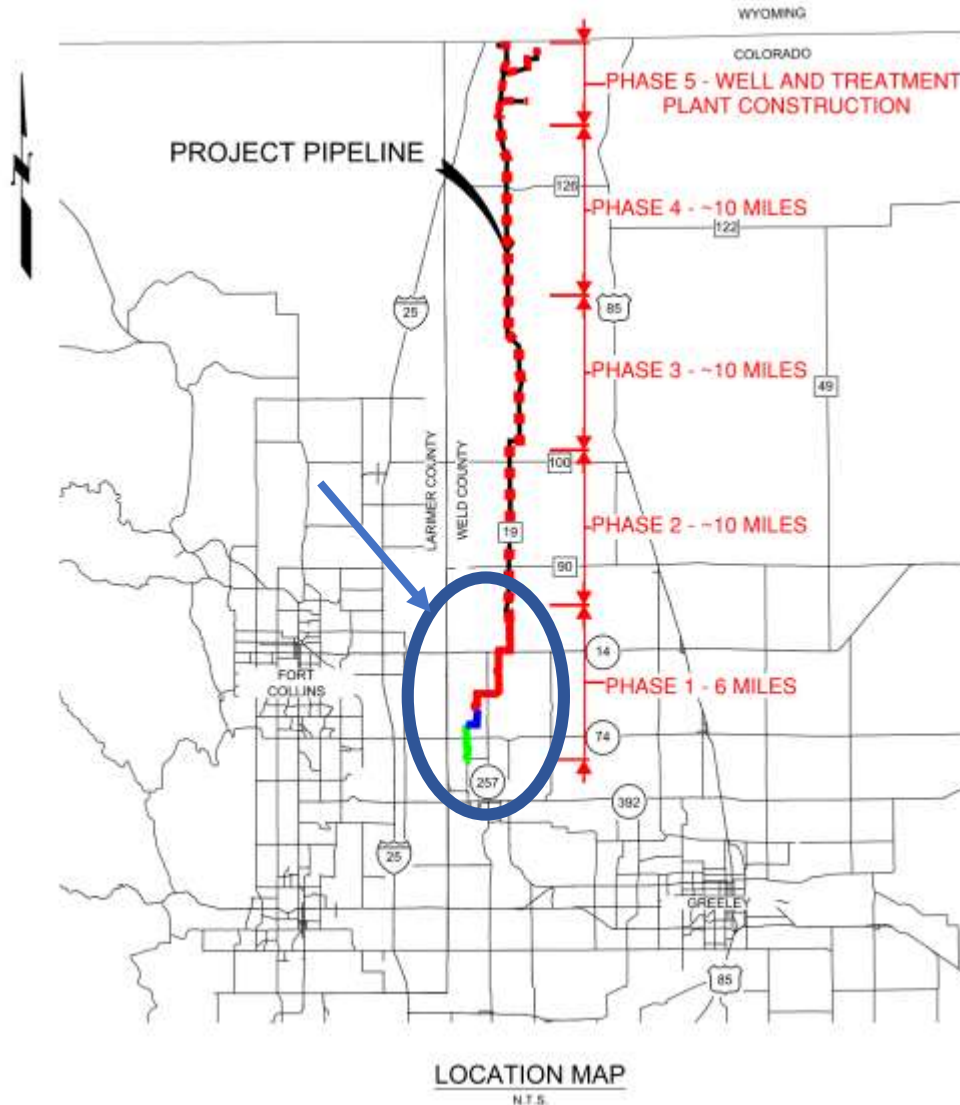 WYOMING
COLORADO
PHASE 5 - WELL AND TREATMENT
PLANT CONSTRUCTION
N
PROJECT PIPELINE
126
PHASE 4 - ~10 MILES
122
25
85
PHASE 3 - ~10 MILES
49
LARIMER COUNTY
WELD COUNTY
100
19
PHASE 2 - ~10 MILES
90
14
FORT
COLLINS
PHASE 1 - 6 MILES
74
257
392
25
GREELEY
85
LOCATION MAP
N.T.S.